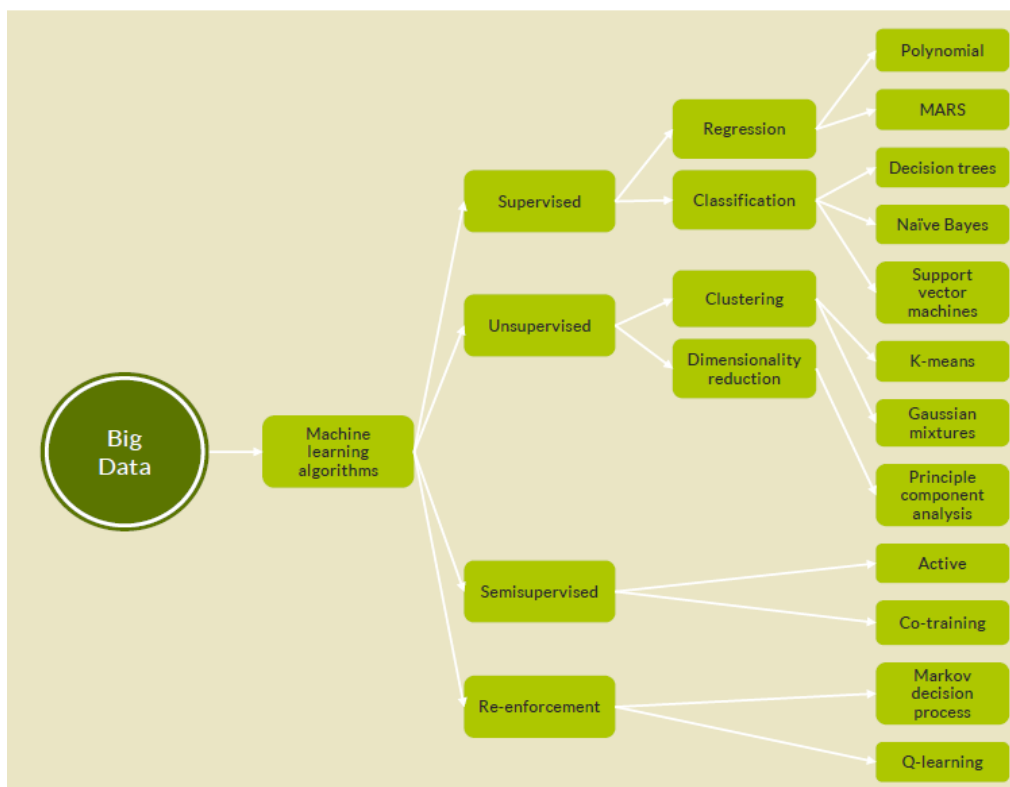 Big
Data
Machine
learning
algorithms
Supervised
Unsupervised
Semisupervised
Re-enforcement
Regression
Classification
Clustering
Dimensionality
reduction
Polynomial
MARS
Decision trees
Naïve Bayes
Support
vector
machines
K-means
Gaussian
mixtures
Principle
component
analysis
Active
Co-training
Markov
decision
process
Q-learning